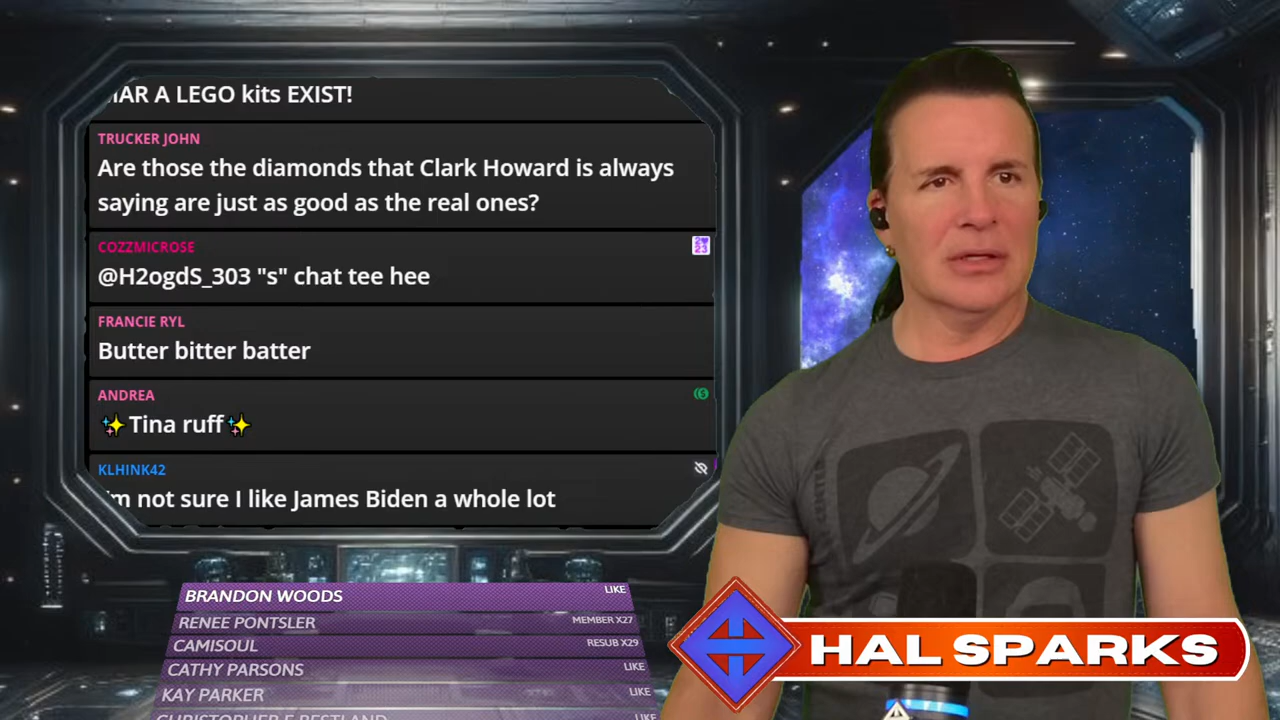 MAR A LEGO kits EXIST!
TRUCKER JOHN
Are those the diamonds that Clark Howard is always
saying are just as good as the real ones?
COZZMICROSE
@H2ogdS_303 "s" chat tee hee
FRANCIE RYL
Butter bitter batter
ANDREA
✨Tina ruff✨
KLHINK42
I'm not sure I like James Biden a whole lot
BRANDON WOODS LIKE
RENEE PONTSLER MEMBER X27
CAMISOUL RESUB X29
CATHY PARSONS LIKE
KAY PARKER LIKE
LIKE
HAL SPARKS